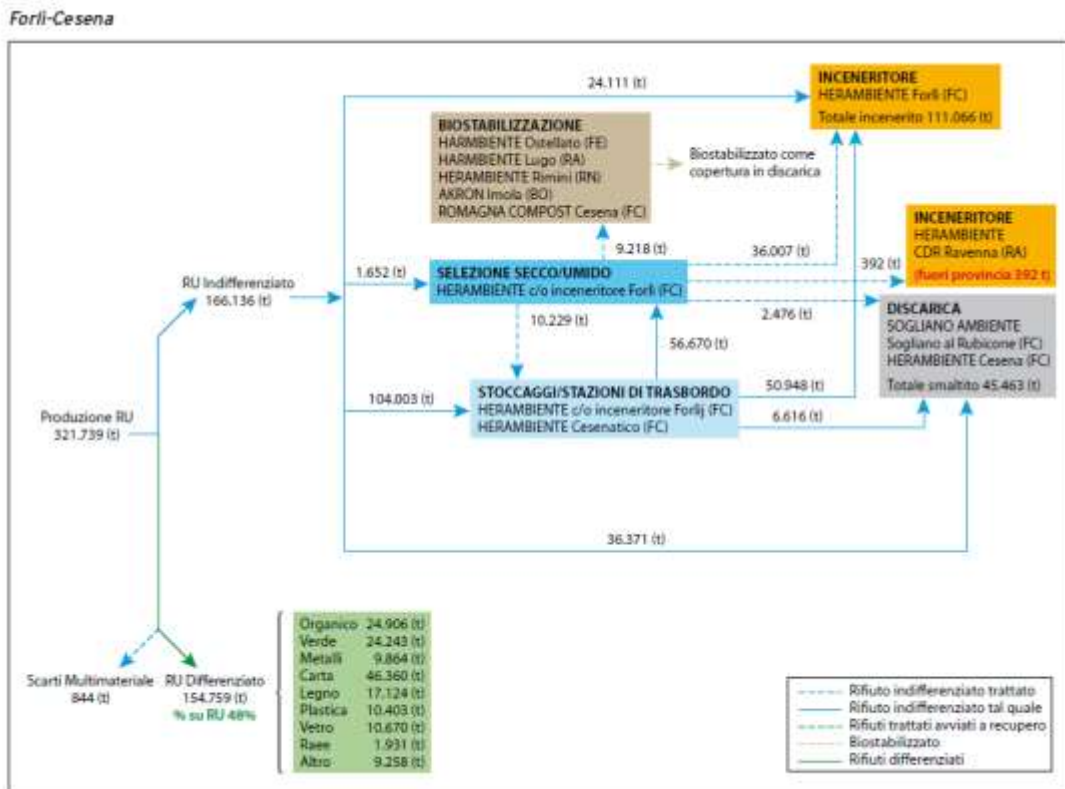 Forlì-Cesena
24.111 (t)
INCENERITORE
HERAMBIENTE Forlì (FC)
Totale incenerito 111.066 (t)
BIOSTABILIZZAZIONE
HARMBIENTE Ostellato (FE)
HARMBIENTE Lugo (RA)
HERAMBIENTE Rimini (RN)
AKRON Imola (BO)
ROMAGNA COMPOST Cesena (FC)
Biostabilizzato come
copertura in discarica
INCENERITORE
HERAMBIENTE
CDR Ravenna (RA)
(fuori provincia 392 t)
9.218 (t)
36.007 (t)
392 (t)
RU Indifferenziato
166.136 (t)
1.652 (t)
SELEZIONE SECCO/UMIDO
HERAMBIENTE c/o inceneritore Forlì (FC)
2.476 (t)
DISCARICA
SOGLIANO AMBIENTE
Sogliano al Rubicone (FC)
HERAMBIENTE Cesena (FC)
Totale smaltito 45.463 (t)
10.229 (t)
56.670 (t)
104.003 (t)
STOCCAGGI/STAZIONI DI TRASBORDO
HERAMBIENTE c/o inceneritore Forlij (FC)
HERAMBIENTE Cesenatico (FC)
50.948 (t)
6.616 (t)
Produzione RU
321.739 (t)
36.371 (t)
Scarti Multimateriale
844 (t)
RU Differenziato
154.759 (t)
% su RU 48%
Organico 24.906 (t)
Verde 24.243 (t)
Metalli 9.864 (t)
Carta 46.360 (t)
Legno 17.124 (t)
Plastica 10.403 (t)
Vetro 10.670 (t)
Raee 1.931 (t)
Altro 9.258 (t)
Rifiuto indifferenziato trattato
Rifiuto indifferenziato tal quale
Rifiuti trattati avviati a recupero
Biostabilizzato
Rifiuti differenziati